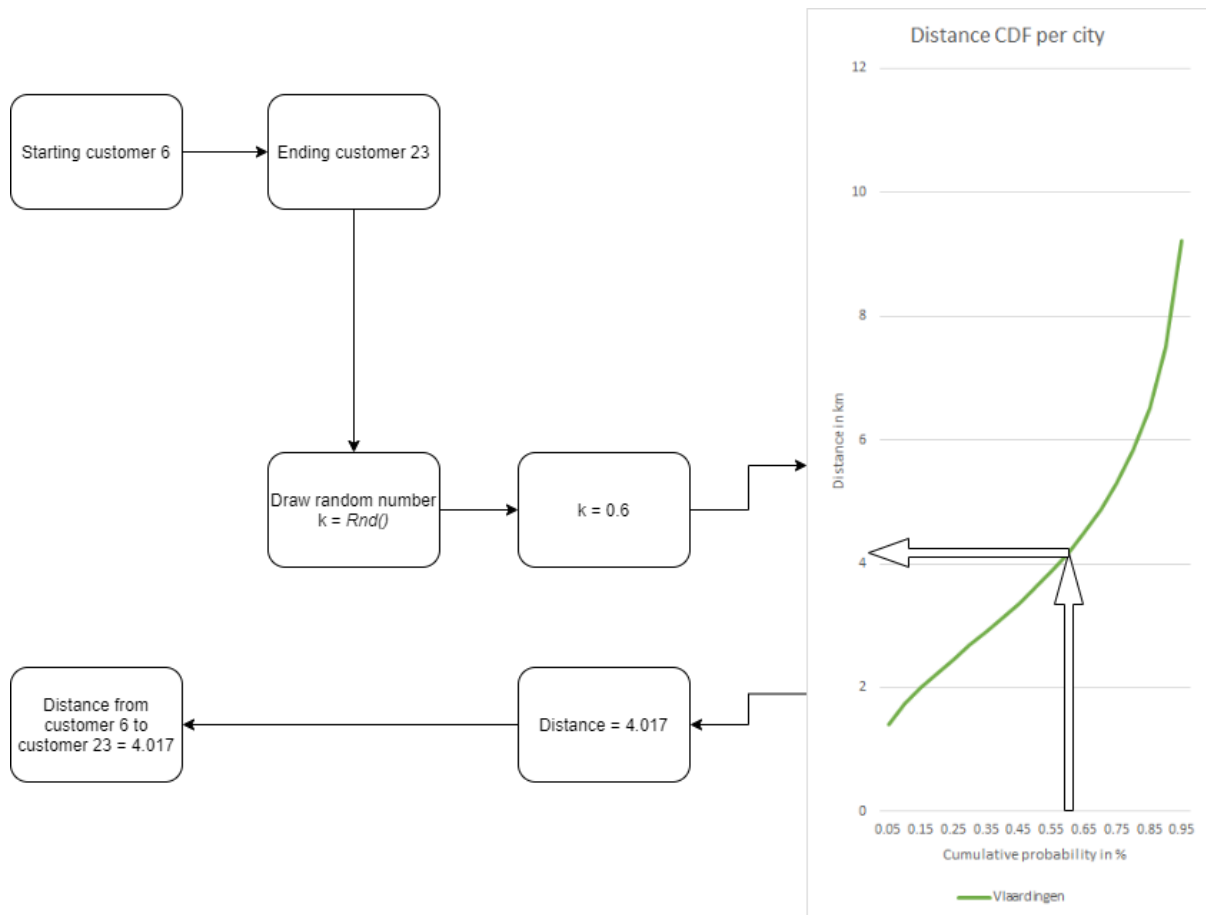 Starting customer 6
Ending customer 23
Draw random number
k = Rnd()
k = 0.6
Distance = 4.017
Distance from
customer 6 to
customer 23 = 4.017
Distance CDF per city
12
10
8
6
4
2
0
Distance in km
0.05 0.15 0.25 0.35 0.45 0.55 0.65 0.75 0.85 0.95
Cumulative probability in %
Vlaardingen